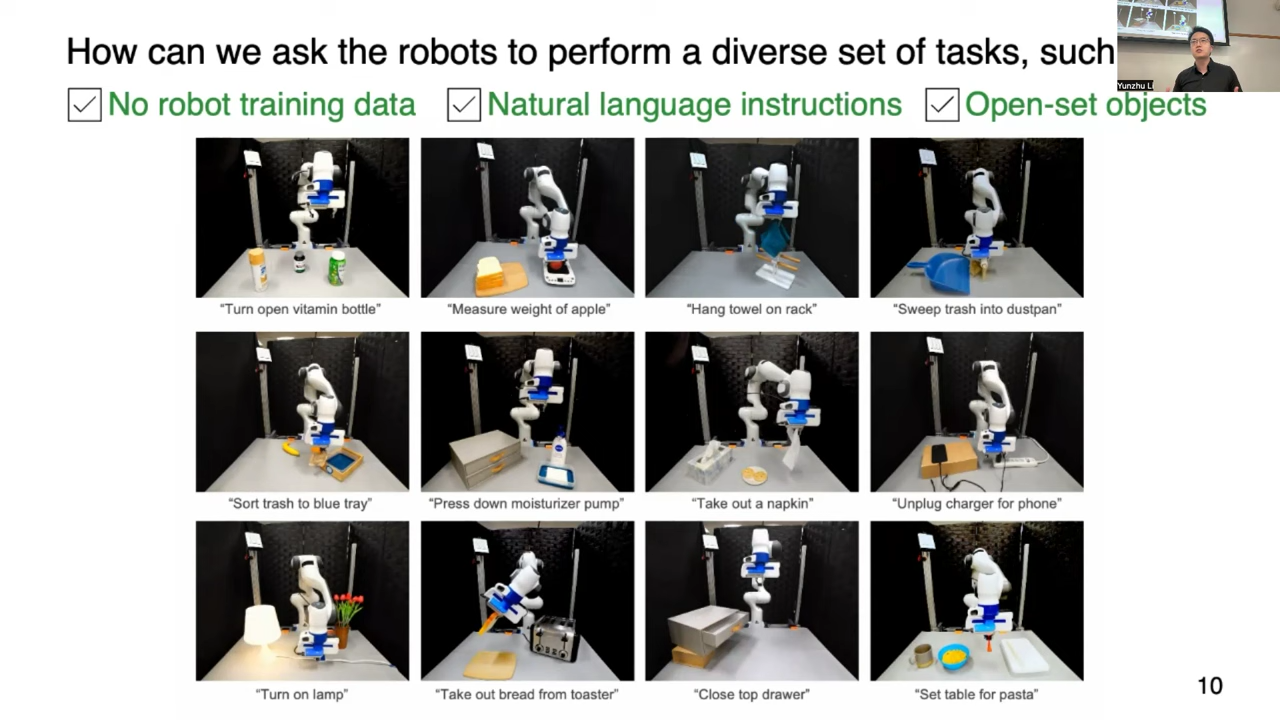 How can we ask the robots to perform a diverse set of tasks, such
Yunzhu Li
No robot training data
Natural language instructions
Open-set objects
“Turn open vitamin bottle”
“Measure weight of apple”
“Hang towel on rack”
“Sweep trash into dustpan”
“Sort trash to blue tray”
“Press down moisturizer pump”
“Take out a napkin”
“Unplug charger for phone”
“Turn on lamp”
“Take out bread from toaster”
“Close top drawer”
“Set table for pasta”
10